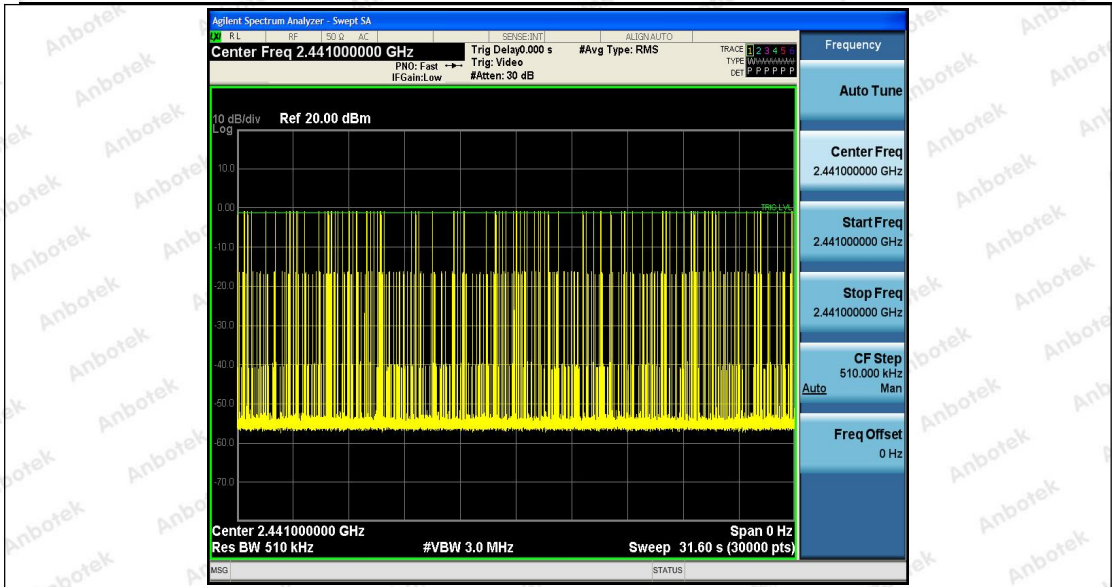 Agilent Spectrum Analyzer - Swept SA
LXI RL RF 50 Ω AC SENSE:INT ALIGN AUTO
Center Freq 2.441000000 GHz
PNO: Fast
IFGain:Low
Trig Delay0.000 s
Trig: Video
#Atten: 30 dB
#Avg Type: RMS
TRACE 1 2 3 4 5 6
TYPE WWWWWW
DET P P P P P P
10 dB/div Ref 20.00 dBm
Log
10.0
0.00
TRIG LVL
-10.0
-20.0
-30.0
-40.0
-50.0
-60.0
-70.0
Center 2.441000000 GHz Span 0 Hz
Res BW 510 kHz #VBW 3.0 MHz Sweep 31.60 s (30000 pts)
MSG STATUS
Frequency
Auto Tune
Center Freq
2.441000000 GHz
Start Freq
2.441000000 GHz
Stop Freq
2.441000000 GHz
CF Step
510.000 kHz
Auto Man
Freq Offset
0 Hz
Anbotek